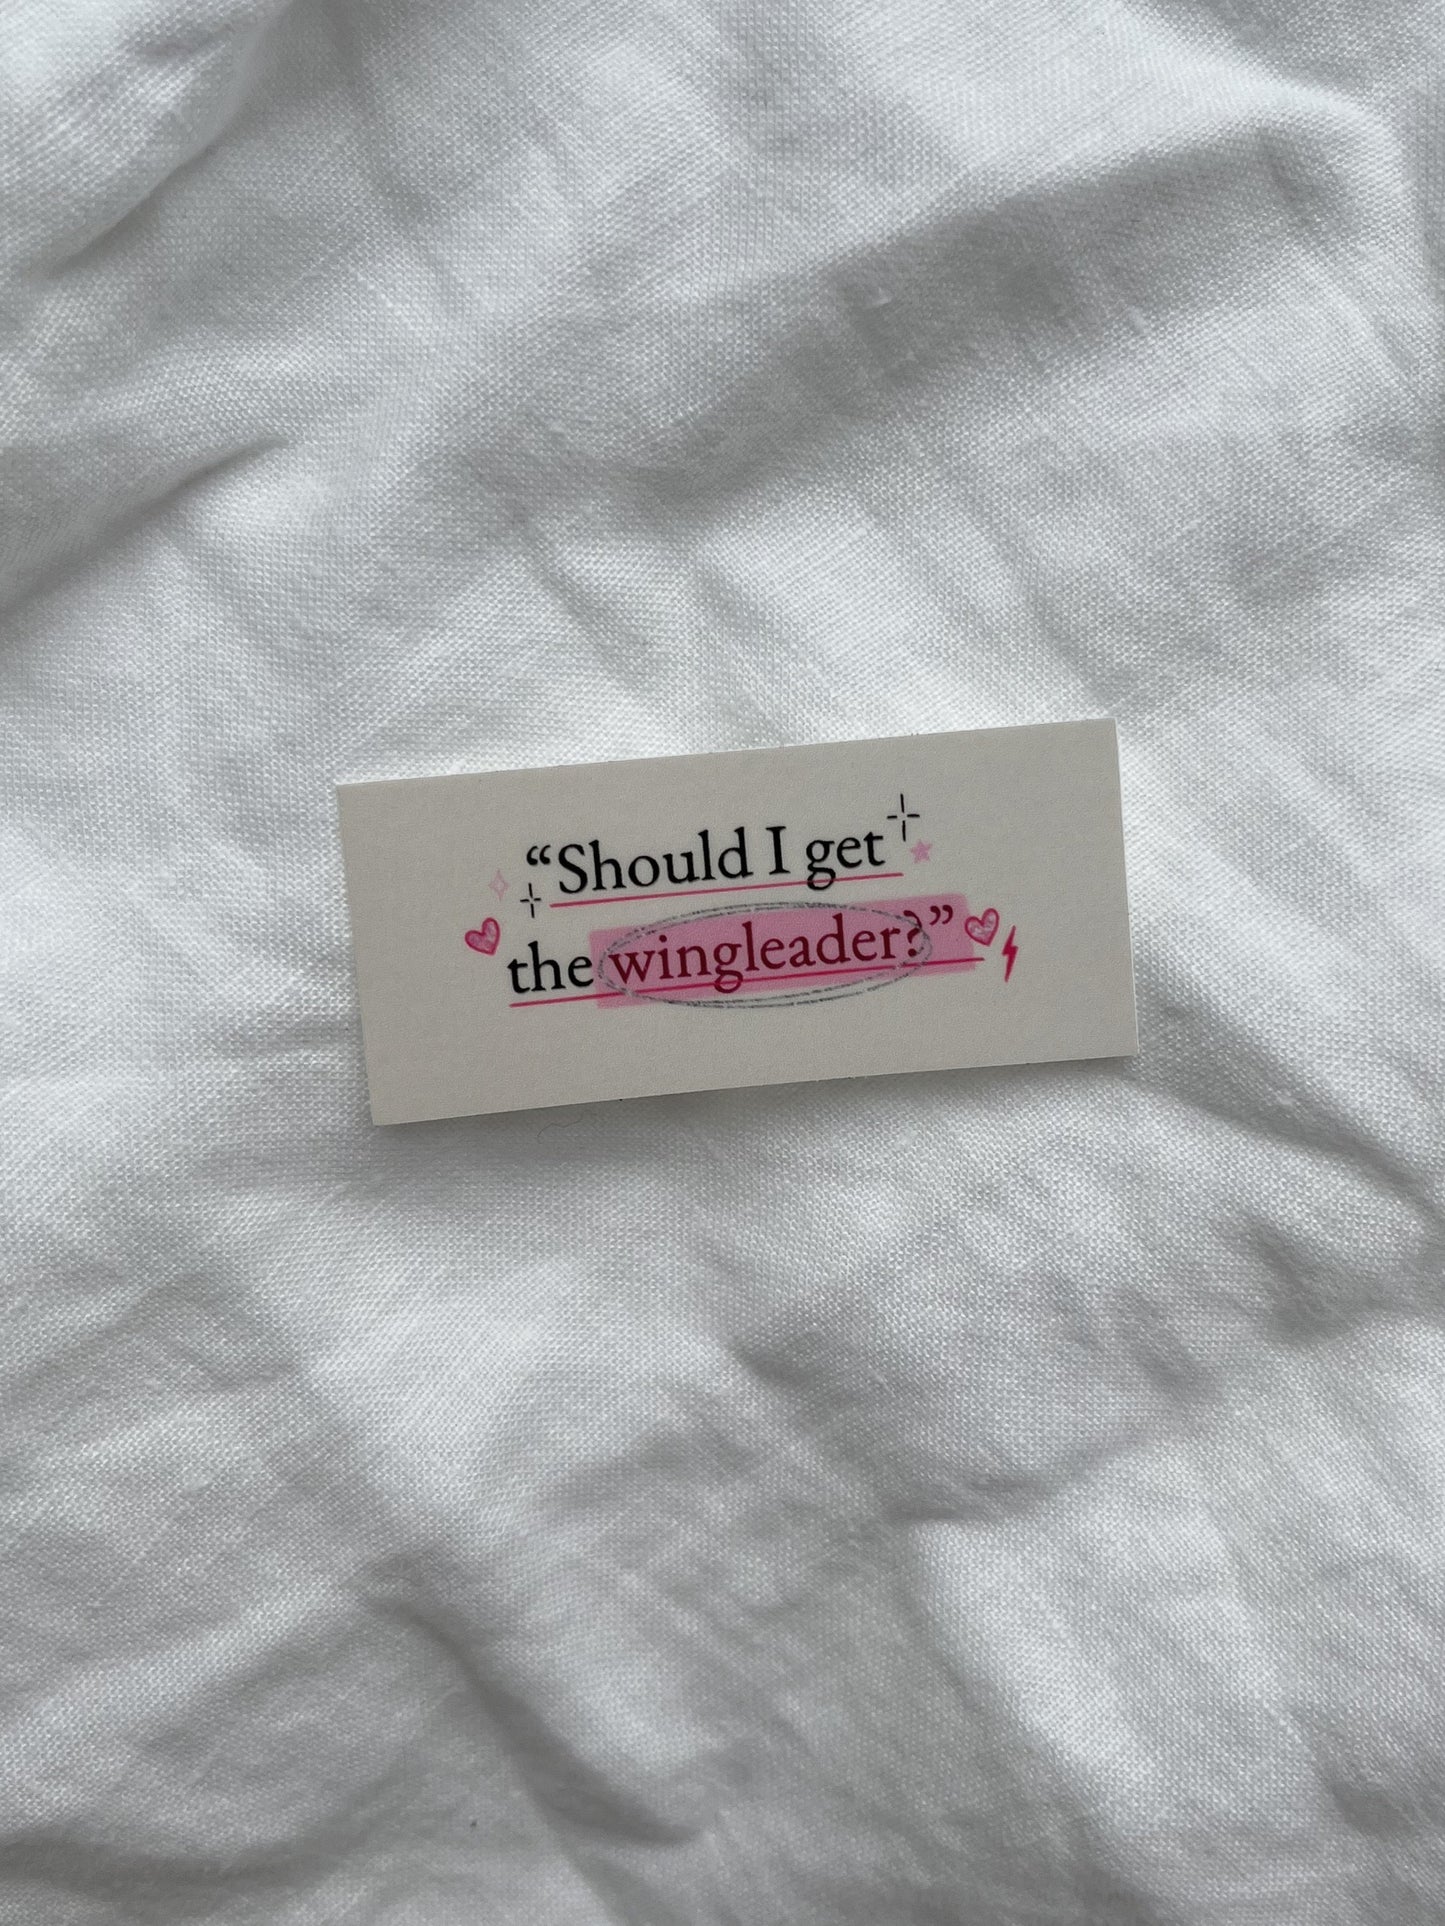 “Should I get
the wingleader?”